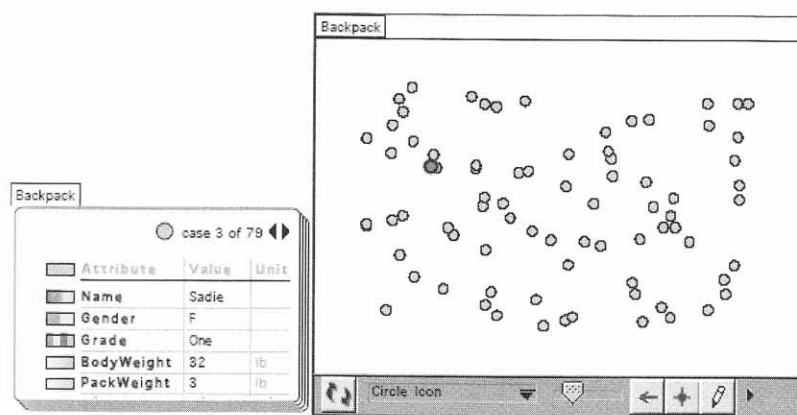 Backpack
Backpack
case 3 of 79
Attribute Value Unit
Name Sadie
Gender F
Grade One
BodyWeight 32 lb
PackWeight 3 lb
Circle Icon